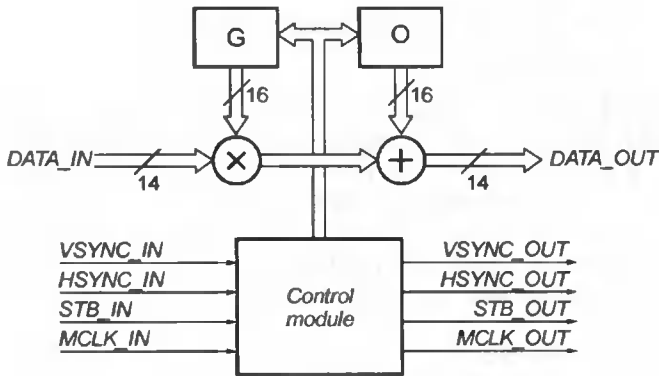 G
O
16
16
DATA_IN
×
+
DATA_OUT
14
14
VSYNC_IN
VSYNC_OUT
HSYNC_IN
Control
module
HSYNC_OUT
STB_IN
STB_OUT
MCLK_IN
MCLK_OUT